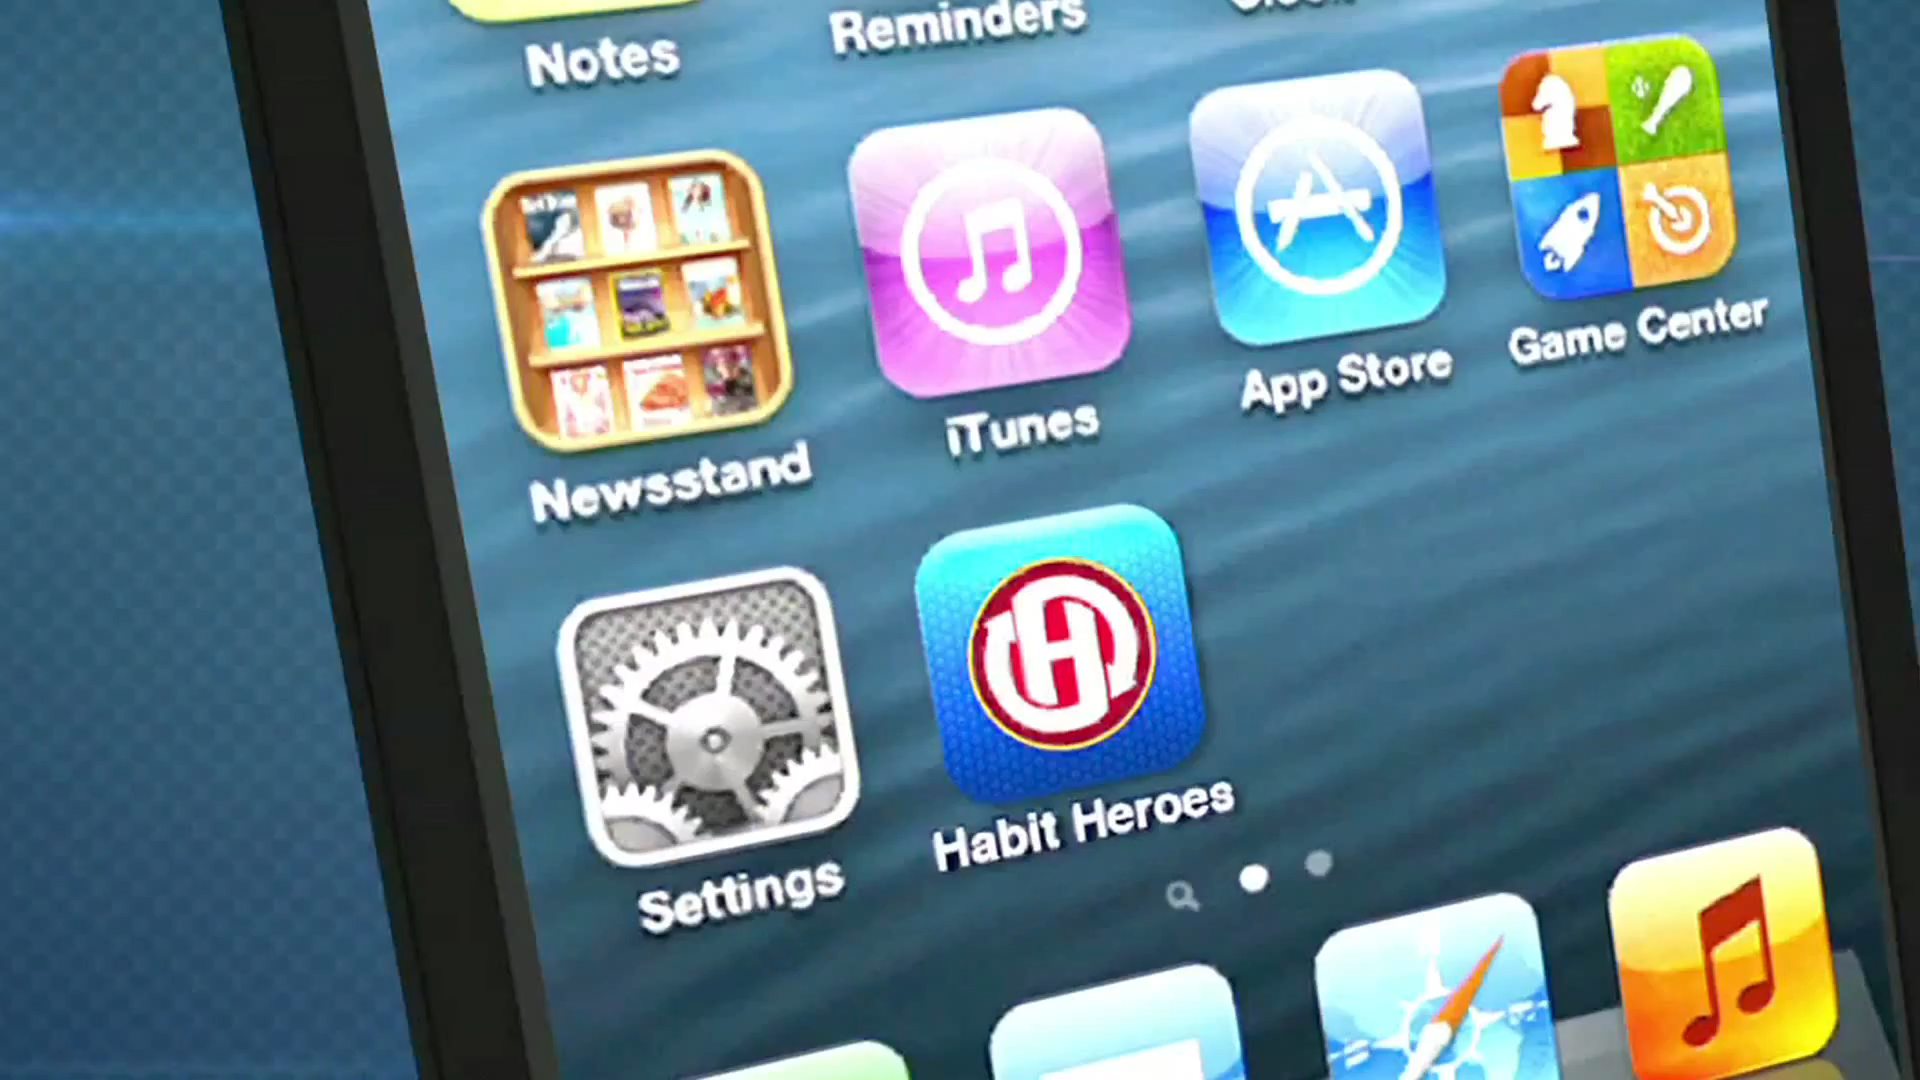 Notes
Reminders
Newsstand
iTunes
App Store
Game Center
Settings
Habit Heroes